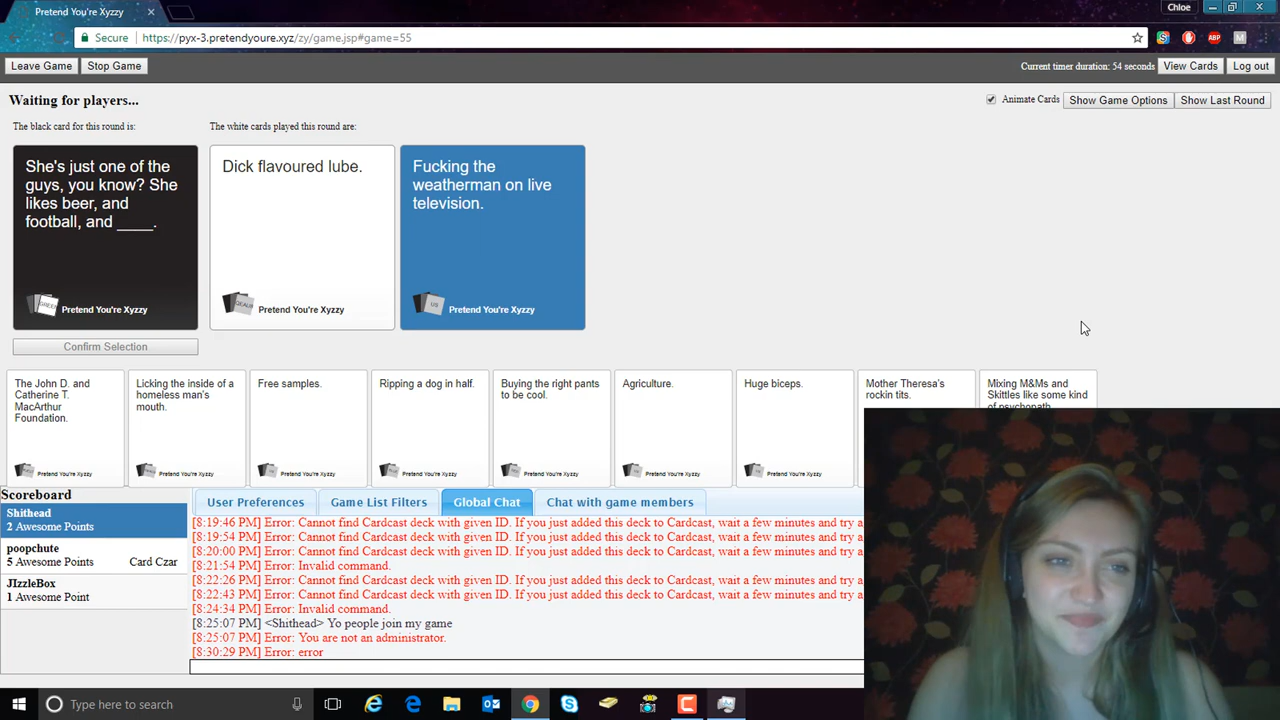 Pretend You're Xyzzy
Chloe
Secure
https://pyx-3.pretendyoure.xyz/zy/game.jsp#game=55
ABP
M
Leave Game
Stop Game
Current timer duration: 54 seconds
View Cards
Log out
Waiting for players...
Animate Cards
Show Game Options
Show Last Round
The black card for this round is:
The white cards played this round are:
She's just one of the
guys, you know? She
likes beer, and
football, and ____.
Pretend You're Xyzzy
Dick flavoured lube.
Pretend You're Xyzzy
Fucking the
weatherman on live
television.
US
Pretend You're Xyzzy
Confirm Selection
The John D. and
Catherine T.
MacArthur
Foundation.
Pretend You're Xyzzy
Licking the inside of a
homeless man's
mouth.
Pretend You're Xyzzy
Free samples.
Pretend You're Xyzzy
Ripping a dog in half.
Pretend You're Xyzzy
Buying the right pants
to be cool.
Pretend You're Xyzzy
Agriculture.
Pretend You're Xyzzy
Huge biceps.
Pretend You're Xyzzy
Mother Theresa's
rockin tits.
Mixing M&Ms and
Skittles like some kind
of psychopath
Scoreboard
Shithead
2 Awesome Points
poopchute
5 Awesome Points
Card Czar
JIzzleBox
1 Awesome Point
User Preferences
Game List Filters
Global Chat
Chat with game members
[8:19:46 PM] Error: Cannot find Cardcast deck with given ID. If you just added this deck to Cardcast, wait a few minutes and try a
[8:19:54 PM] Error: Cannot find Cardcast deck with given ID. If you just added this deck to Cardcast, wait a few minutes and try a
[8:20:00 PM] Error: Cannot find Cardcast deck with given ID. If you just added this deck to Cardcast, wait a few minutes and try a
[8:21:54 PM] Error: Invalid command.
[8:22:26 PM] Error: Cannot find Cardcast deck with given ID. If you just added this deck to Cardcast, wait a few minutes and try a
[8:22:43 PM] Error: Cannot find Cardcast deck with given ID. If you just added this deck to Cardcast, wait a few minutes and try a
[8:24:34 PM] Error: Invalid command.
[8:25:07 PM] <Shithead> Yo people join my game
[8:25:07 PM] Error: You are not an administrator.
[8:30:29 PM] Error: error
Type here to search